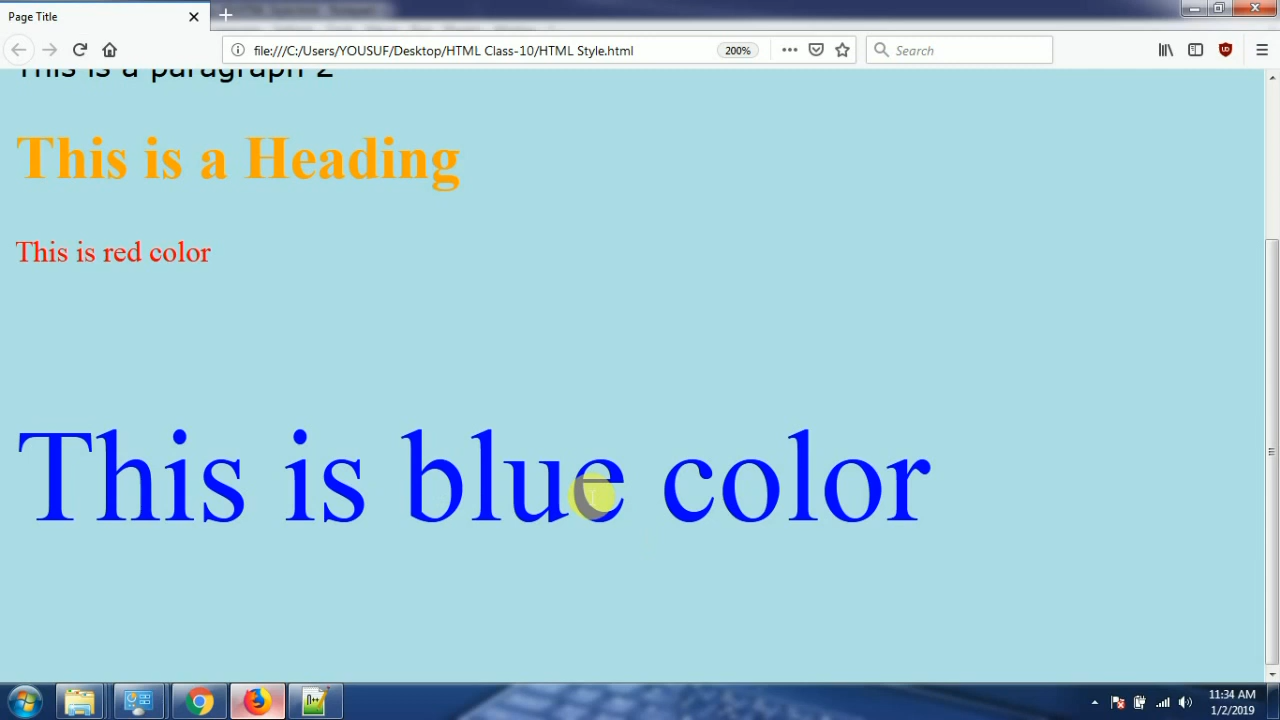 Page Title
file:///C:/Users/YOUSUF/Desktop/HTML Class-10/HTML Style.html
200%
Search
This is a paragraph 2
This is a Heading
This is red color
This is blue color
11:34 AM
1/2/2019